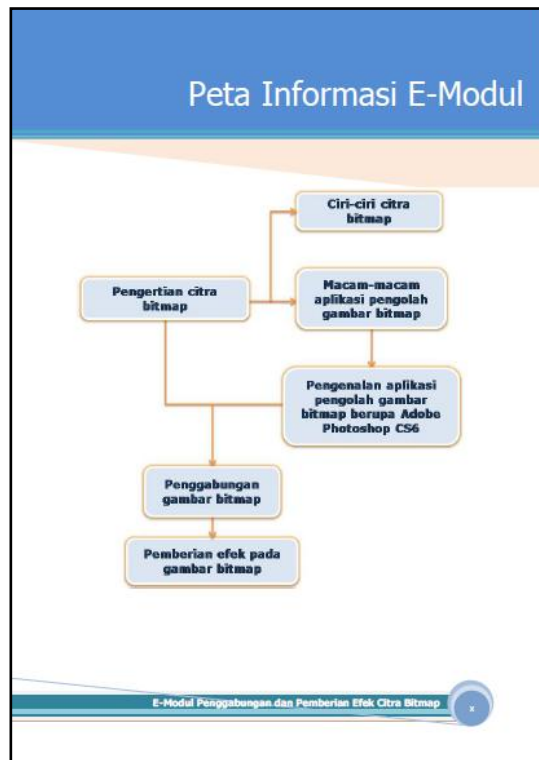 Peta Informasi E-Modul
Ciri-ciri citra
bitmap
Pengertian citra
bitmap
Macam-macam
aplikasi pengolah
gambar bitmap
Pengenalan aplikasi
pengolah gambar
bitmap berupa Adobe
Photoshop CS6
Penggabungan
gambar bitmap
Pemberian efek pada
gambar bitmap
E-Modul Penggabungan dan Pemberian Efek Citra Bitmap
x